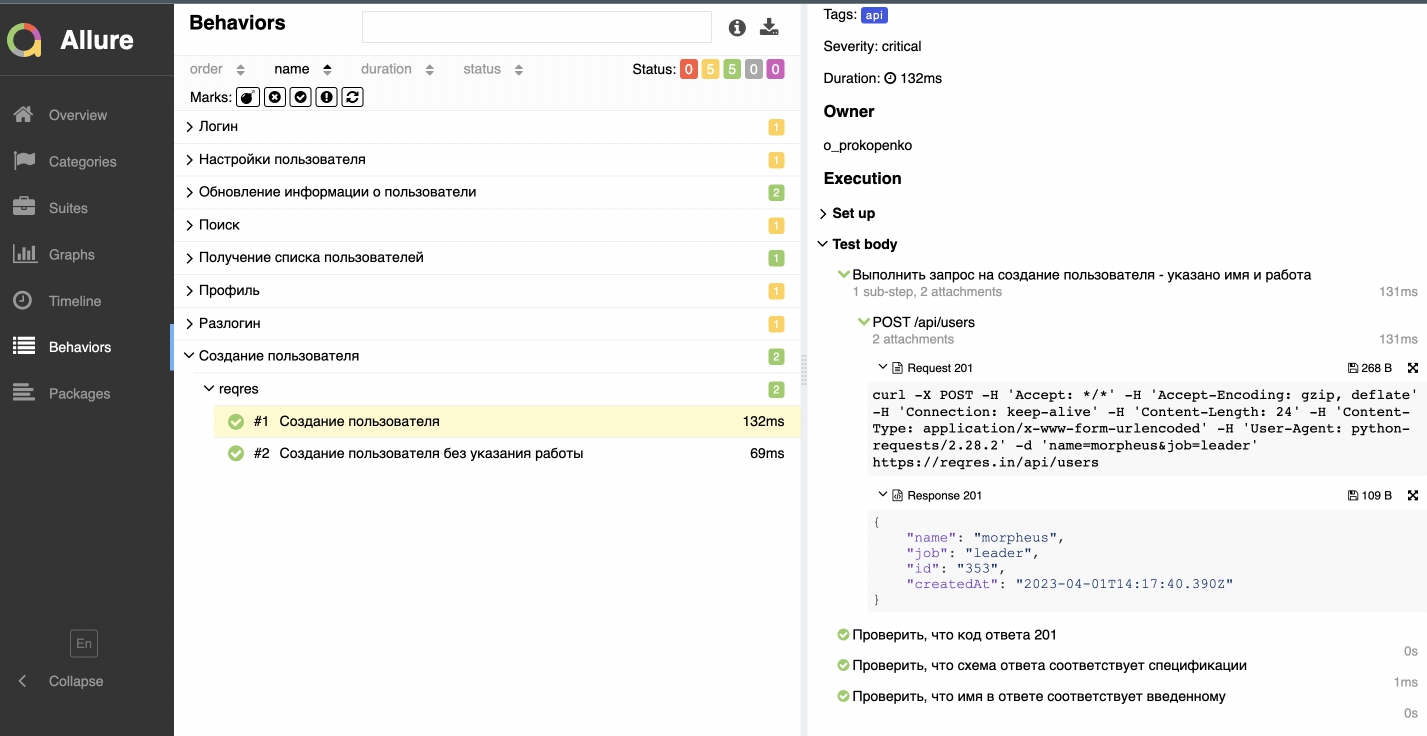 Allure
Overview
Categories
Suites
Graphs
Timeline
Behaviors
Packages
En
Collapse
Behaviors
order name duration status Status: 0 5 5 0 0
Marks:
Логин 1
Настройки пользователя 1
Обновление информации о пользователи 2
Поиск 1
Получение списка пользователей 1
Профиль 1
Разлогин 1
Создание пользователя 2
reqres 2
#1 Создание пользователя 132ms
#2 Создание пользователя без указания работы 69ms
Tags: api
Severity: critical
Duration: 132ms
Owner
o_prokopenko
Execution
Set up
Test body
Выполнить запрос на создание пользователя - указано имя и работа
1 sub-step, 2 attachments 131ms
POST /api/users
2 attachments 131ms
Request 201 268 B
curl -X POST -H 'Accept: */*' -H 'Accept-Encoding: gzip, deflate'
-H 'Connection: keep-alive' -H 'Content-Length: 24' -H 'Content-
Type: application/x-www-form-urlencoded' -H 'User-Agent: python-
requests/2.28.2' -d 'name=morpheus&job=leader'
https://reqres.in/api/users
Response 201 109 B
{
"name": "morpheus",
"job": "leader",
"id": "353",
"createdAt": "2023-04-01T14:17:40.390Z"
}
Проверить, что код ответа 201
0s
Проверить, что схема ответа соответствует спецификации
1ms
Проверить, что имя в ответе соответствует введенному
0s